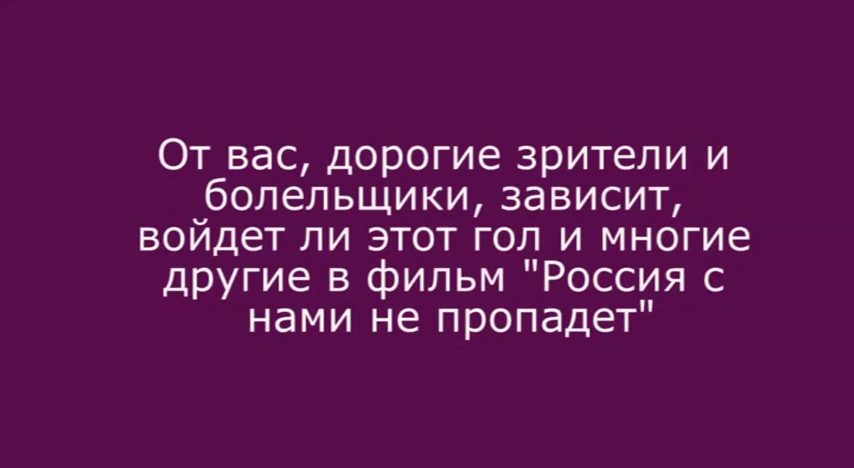 От вас, дорогие зрители и
болельщики, зависит,
войдет ли этот гол и многие
другие в фильм "Россия с
нами не пропадет"